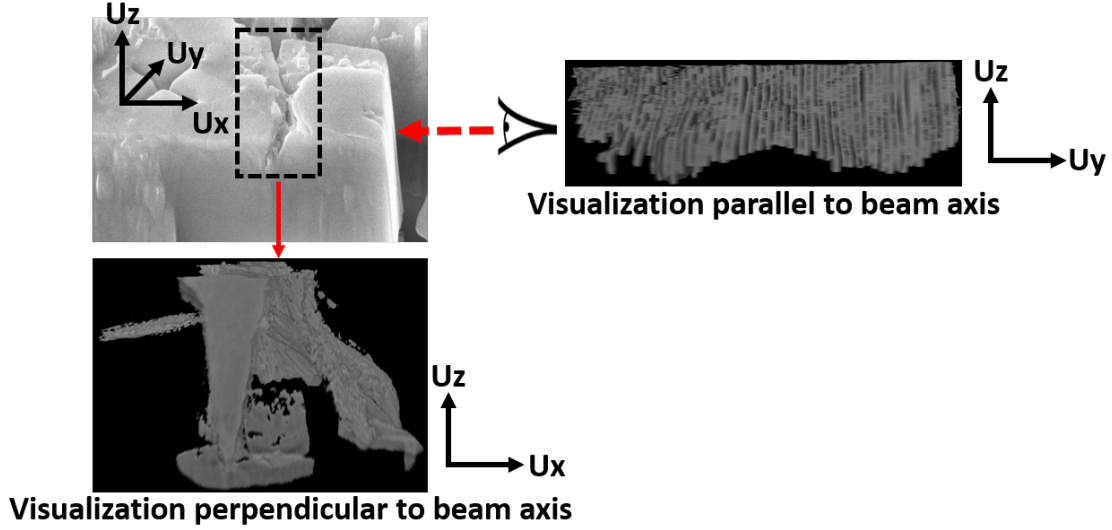 Uz
Uy
Ux
Uz
Uy
Visualization parallel to beam axis
Uz
Ux
Visualization perpendicular to beam axis